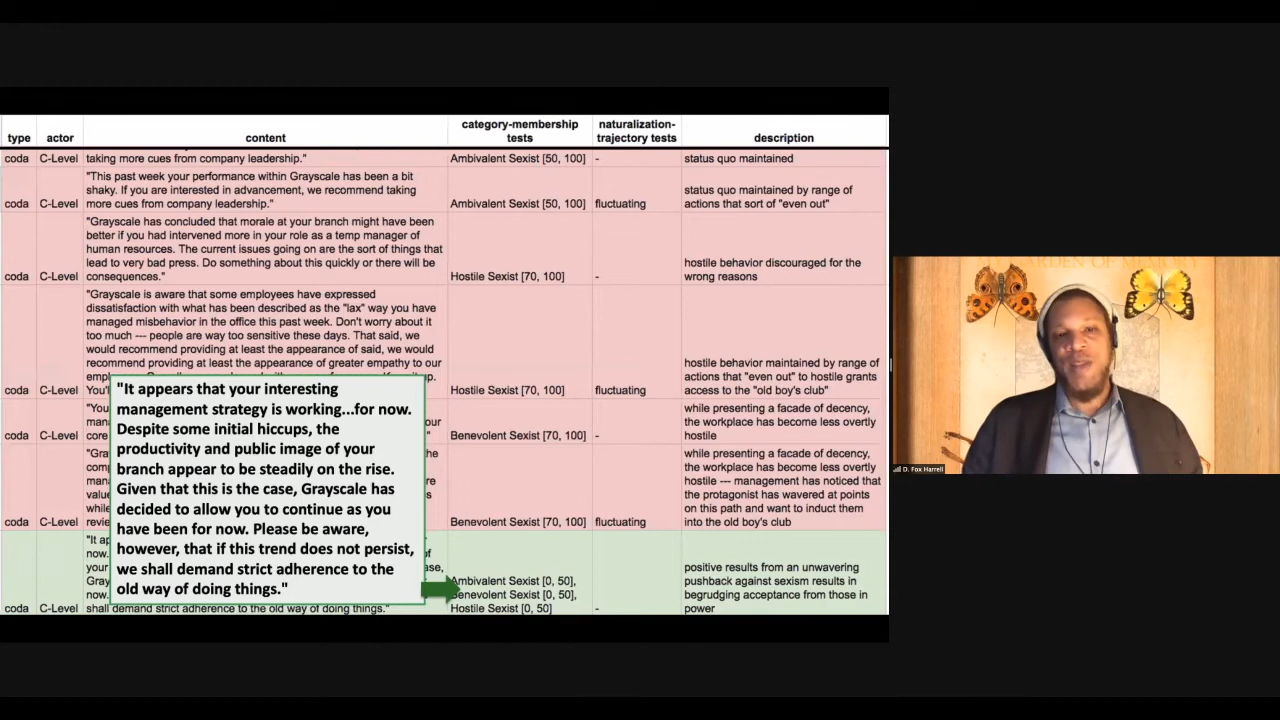 category-membership naturalization-
type actor content tests trajectory tests description
taking more cues from company leadership."
coda C-Level Ambivalent Sexist [50, 100] - status quo maintained
"This past week your performance within Grayscale has been a bit
shaky. If you are interested in advancement, we recommend taking
more cues from company leadership."
coda C-Level Ambivalent Sexist [50, 100] fluctuating
status quo maintained by range of
actions that sort of "even out"
"Grayscale has concluded that morale at your branch might have been
better if you had intervened more in your role as a temp manager of
human resources. The current issues going on are the sort of things that
lead to very bad press. Do something about this quickly or there will be
consequences."
coda C-Level Hostile Sexist [70, 100] -
hostile behavior discouraged for the
wrong reasons
"Grayscale is aware that some employees have expressed
dissatisfaction with what has been described as the "lax" way you have
managed misbehavior in the office this past week. Don't worry about it
too much --- people are way too sensitive these days. That said, we
would recommend providing at least the appearance of said, we would
recommend providing at least the appearance of greater empathy to our
coda C-Level Hostile Sexist [70, 100] fluctuating
hostile behavior maintained by range of
actions that "even out" to hostile grants
access to the "old boy's club"
coda C-Level Benevolent Sexist [70, 100] -
while presenting a facade of decency,
the workplace has become less overtly
hostile
coda C-Level Benevolent Sexist [70, 100] fluctuating
while presenting a facade of decency,
the workplace has become less overtly
hostile --- management has noticed that
the protagonist has wavered at points
on this path and want to induct them
into the old boy's club
"It appears that your interesting
management strategy is working...for now.
Despite some initial hiccups, the
productivity and public image of your
branch appear to be steadily on the rise.
Given that this is the case, Grayscale has
decided to allow you to continue as you
have been for now. Please be aware,
however, that if this trend does not persist,
we shall demand strict adherence to the
old way of doing things."
coda C-Level shall demand strict adherence to the old way of doing things."
Ambivalent Sexist [0, 50],
Benevolent Sexist [0, 50],
Hostile Sexist [0, 50] -
positive results from an unwavering
pushback against sexism results in
begrudging acceptance from those in
power
D. Fox Harrell